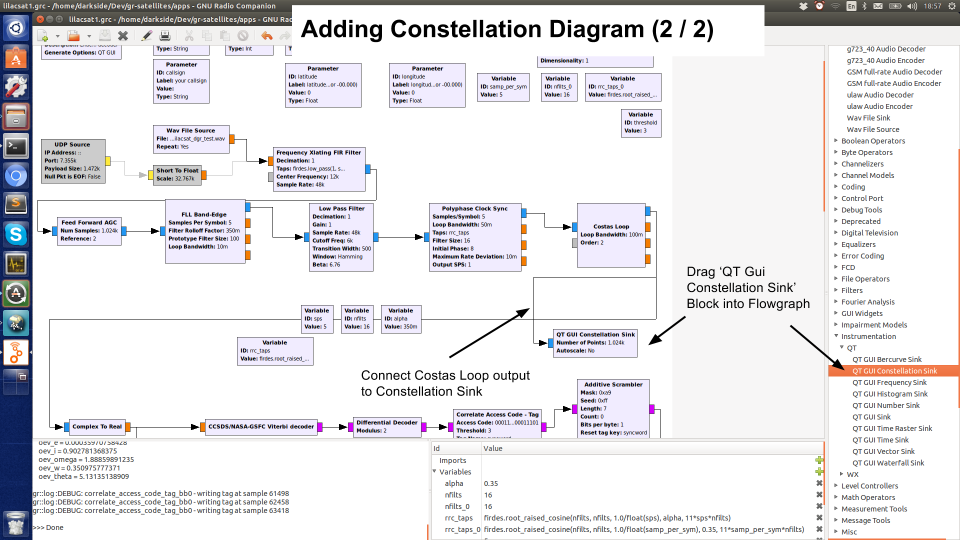 lilacsat1.grc - /home/darkside/Dev/gr-satellites/apps - GNU Radio Companion
En
18:57
lilacsat1.grc - /home/darkside/Dev/gr-satellites/apps - GNU Radio
Adding Constellation Diagram (2 / 2)
Generate Options: QT GUI
Type: String
Type: Int
Dimensionality: 1
Parameter
ID: callsign
Label: your callsign
Value:
Type: String
Parameter
ID: latitude
Label: latitude...or -00.000)
Value: 0
Type: Float
Parameter
ID: longitude
Label: longitud...or -00.000)
Value: 0
Type: Float
Variable
ID: samp_per_sym
Value: 5
Variable
ID: nfilts_0
Value: 16
Variable
ID: rrc_taps_0
Value: firdes.root_raised_...
Variable
ID: threshold
Value: 3
UDP Source
IP Address: ::
Port: 7.355k
Payload Size: 1.472k
Null Pkt is EOF: False
Wav File Source
File: ...ilacsat_dgr_test.wav
Repeat: Yes
Short To Float
Scale: 32.767k
Frequency Xlating FIR Filter
Decimation: 1
Taps: firdes.low_pass(1, s...
Center Frequency: 12k
Sample Rate: 48k
Feed Forward AGC
Num Samples: 1.024k
Reference: 2
FLL Band-Edge
Samples Per Symbol: 5
Filter Rolloff Factor: 350m
Prototype Filter Size: 100
Loop Bandwidth: 10m
Low Pass Filter
Decimation: 1
Gain: 1
Sample Rate: 48k
Cutoff Freq: 6k
Transition Width: 500
Window: Hamming
Beta: 6.76
Polyphase Clock Sync
Samples/Symbol: 5
Loop Bandwidth: 50m
Taps: rrc_taps
Filter Size: 16
Initial Phase: 8
Maximum Rate Deviation: 10m
Output SPS: 1
Costas Loop
Loop Bandwidth: 100m
Order: 2
Drag ‘QT Gui
Constellation Sink’
Block into Flowgraph
Variable
ID: sps
Value: 5
Variable
ID: nfilts
Value: 16
Variable
ID: alpha
Value: 350m
Variable
ID: rrc_taps
Value: firdes.root_raised_...
QT GUI Constellation Sink
Number of Points: 1.024k
Autoscale: No
Connect Costas Loop output
to Constellation Sink
Complex To Real
CCSDS/NASA-GSFC Viterbi decoder
Differential Decoder
Modulus: 2
Correlate Access Code - Tag
Access Code: 00011...00011101
Threshold: 3
Additive Scrambler
Mask: 0xa9
Seed: 0xff
Length: 7
Count: 0
Bits per byte: 1
Reset tag key: syncword
g723_40 Audio Decoder
g723_40 Audio Encoder
GSM full-rate Audio Decoder
GSM full-rate Audio Encoder
ulaw Audio Decoder
ulaw Audio Encoder
Wav File Sink
Wav File Source
Boolean Operators
Byte Operators
Channelizers
Channel Models
Coding
Control Port
Debug Tools
Deprecated
Digital Television
Equalizers
Error Coding
FCD
File Operators
Filters
Fourier Analysis
GUI Widgets
Impairment Models
Instrumentation
QT
QT GUI Bercurve Sink
QT GUI Constellation Sink
QT GUI Frequency Sink
QT GUI Histogram Sink
QT GUI Number Sink
QT GUI Sink
QT GUI Time Raster Sink
QT GUI Time Sink
QT GUI Vector Sink
QT GUI Waterfall Sink
WX
Level Controllers
Math Operators
Measurement Tools
Message Tools
Misc
oev_i = 0.902781368375
oev_omega = 1.88859891235
oev_w = 0.350975777371
oev_theta = 5.13135138909
gr::log :DEBUG: correlate_access_code_tag_bb0 - writing tag at sample 61498
gr::log :DEBUG: correlate_access_code_tag_bb0 - writing tag at sample 62458
gr::log :DEBUG: correlate_access_code_tag_bb0 - writing tag at sample 63418
>>> Done
Id Value
Imports
Variables
alpha 0.35
nfilts 16
nfilts_0 16
rrc_taps firdes.root_raised_cosine(nfilts, nfilts, 1.0/float(sps), alpha, 11*sps*nfilts)
rrc_taps_0 firdes.root_raised_cosine(nfilts, nfilts, 1.0/float(samp_per_sym), 0.35, 11*samp_per_sym*nfilts)